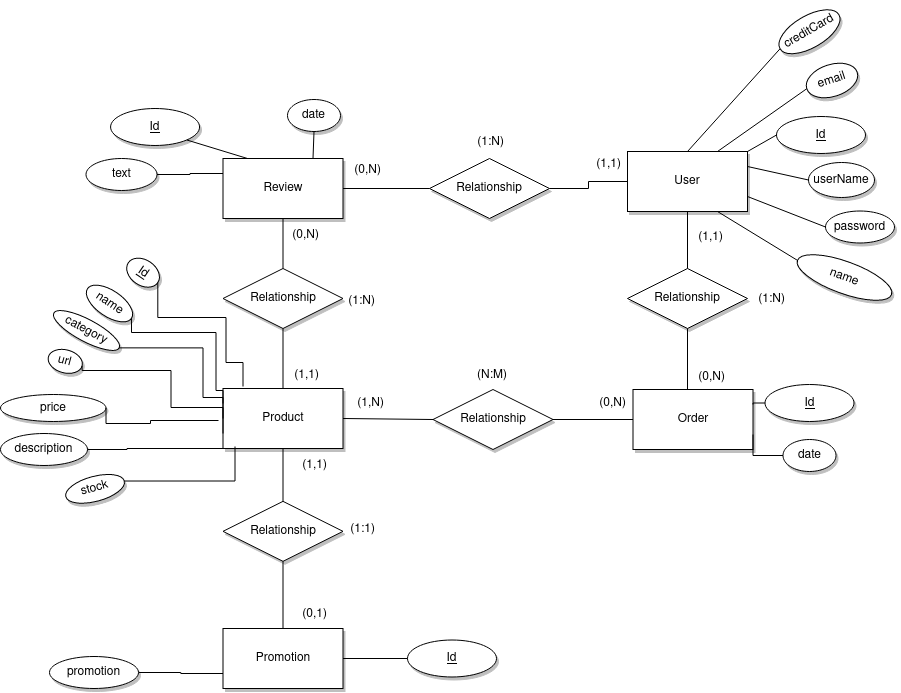 creditCard
email
Id
userName
password
name
User
(1:N)
(1,1)
Relationship
(0,N)
date
Id
text
Review
(0,N)
Relationship
(1:N)
(1,1)
(1,1)
Relationship
(1:N)
(0,N)
Id
name
category
url
price
description
stock
Product
(1,N)
(N:M)
Relationship
(0,N)
Order
Id
date
(1,1)
Relationship
(1:1)
(0,1)
Promotion
Id
promotion